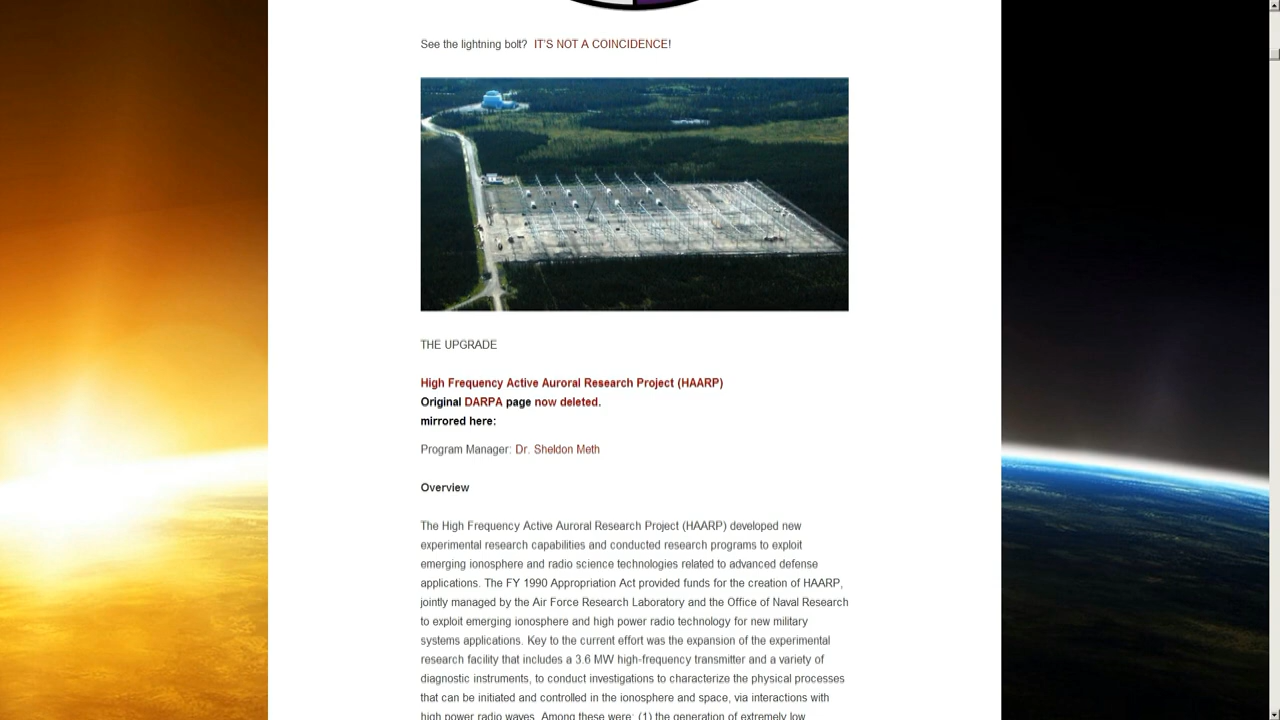 See the lightning bolt?  IT'S NOT A COINCIDENCE!
THE UPGRADE
High Frequency Active Auroral Research Project (HAARP)
Original DARPA page now deleted.
mirrored here:
Program Manager: Dr. Sheldon Meth
Overview
The High Frequency Active Auroral Research Project (HAARP) developed new
experimental research capabilities and conducted research programs to exploit
emerging ionosphere and radio science technologies related to advanced defense
applications. The FY 1990 Appropriation Act provided funds for the creation of HAARP,
jointly managed by the Air Force Research Laboratory and the Office of Naval Research
to exploit emerging ionosphere and high power radio technology for new military
systems applications. Key to the current effort was the expansion of the experimental
research facility that includes a 3.6 MW high-frequency transmitter and a variety of
diagnostic instruments, to conduct investigations to characterize the physical processes
that can be initiated and controlled in the ionosphere and space, via interactions with
high power radio waves. Among these were: (1) the generation of extremely low